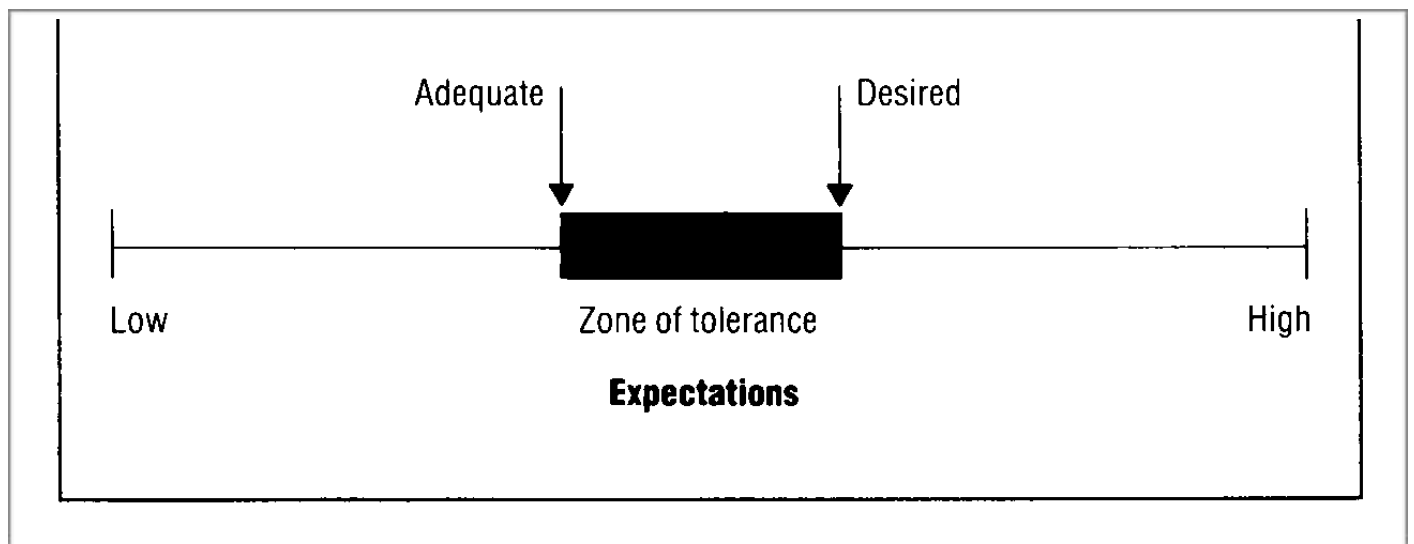 Adequate
Desired
Low
Zone of tolerance
High
Expectations